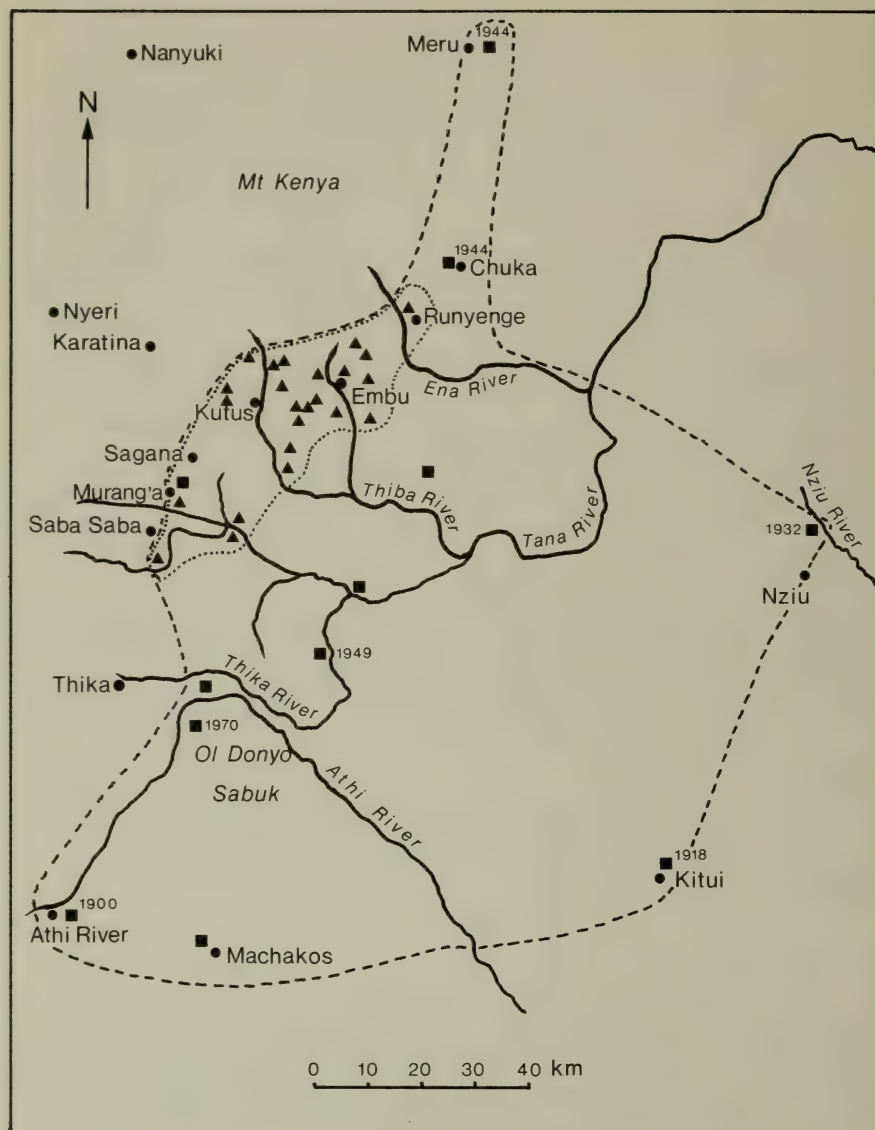 Nanyuki
Meru
1944
N
Mt Kenya
1944
Chuka
Nyeri
Karatina
Runyenge
Ena River
Embu
Kutus
Sagana
Murang'a
Saba Saba
Thiba River
Tana River
Nziu River
1932
Nziu
1949
Thika
Thika River
1970
Ol Donyo
Sabuk
Athi River
1918
Kitui
1900
Athi River
Machakos
0 10 20 30 40 km